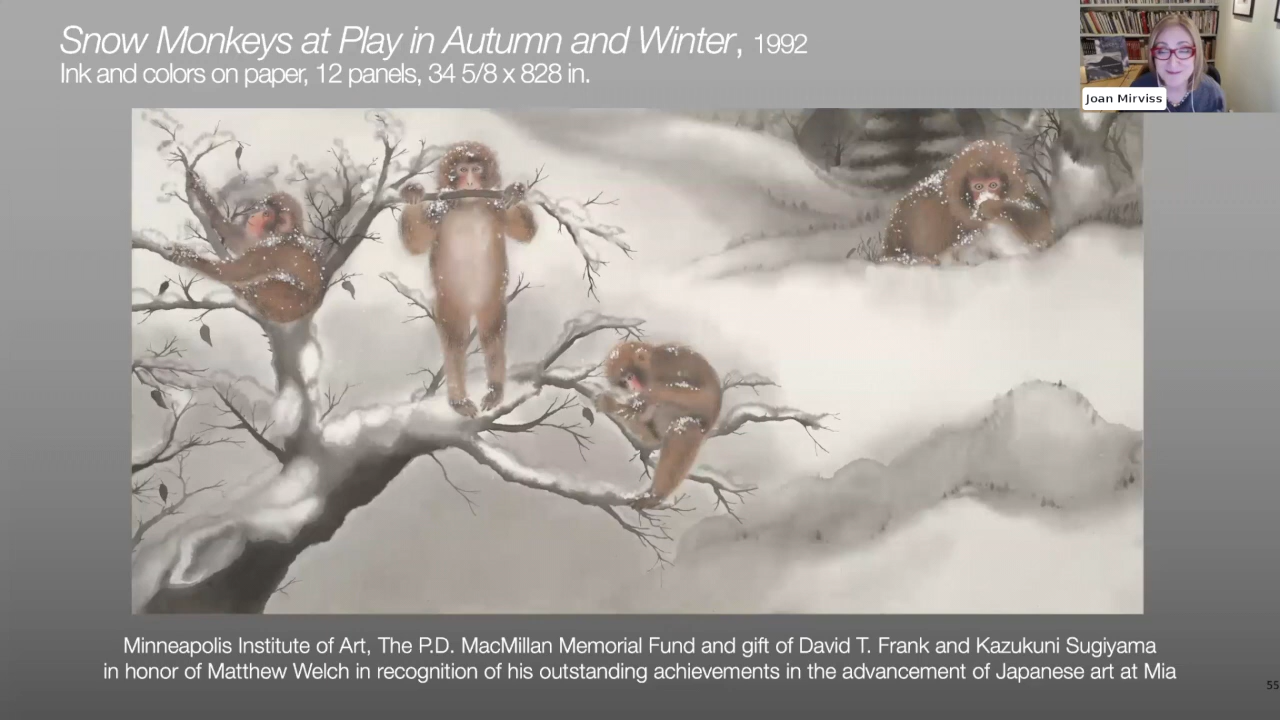 Snow Monkeys at Play in Autumn and Winter, 1992
Ink and colors on paper, 12 panels, 34 5/8 x 828 in.
Joan Mirviss
Minneapolis Institute of Art, The P.D. MacMillan Memorial Fund and gift of David T. Frank and Kazukuni Sugiyama
in honor of Matthew Welch in recognition of his outstanding achievements in the advancement of Japanese art at Mia
55